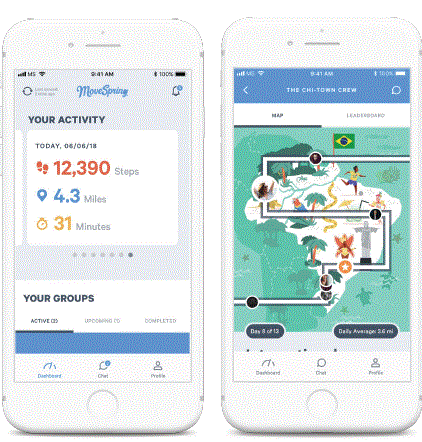 MS 9:41 AM 100%
MoveSpring
YOUR ACTIVITY
TODAY, 06/06/18
12,390 Steps
4.3 Miles
31 Minutes
YOUR GROUPS
ACTIVE (2) UPCOMING (1) COMPLETED
Dashboard Chat Profile
MS 9:41 AM 100%
THE CHI-TOWN CREW
MAP LEADERBOARD
Day 8 of 13 Daily Average: 3.6 mi
Dashboard Chat Profile